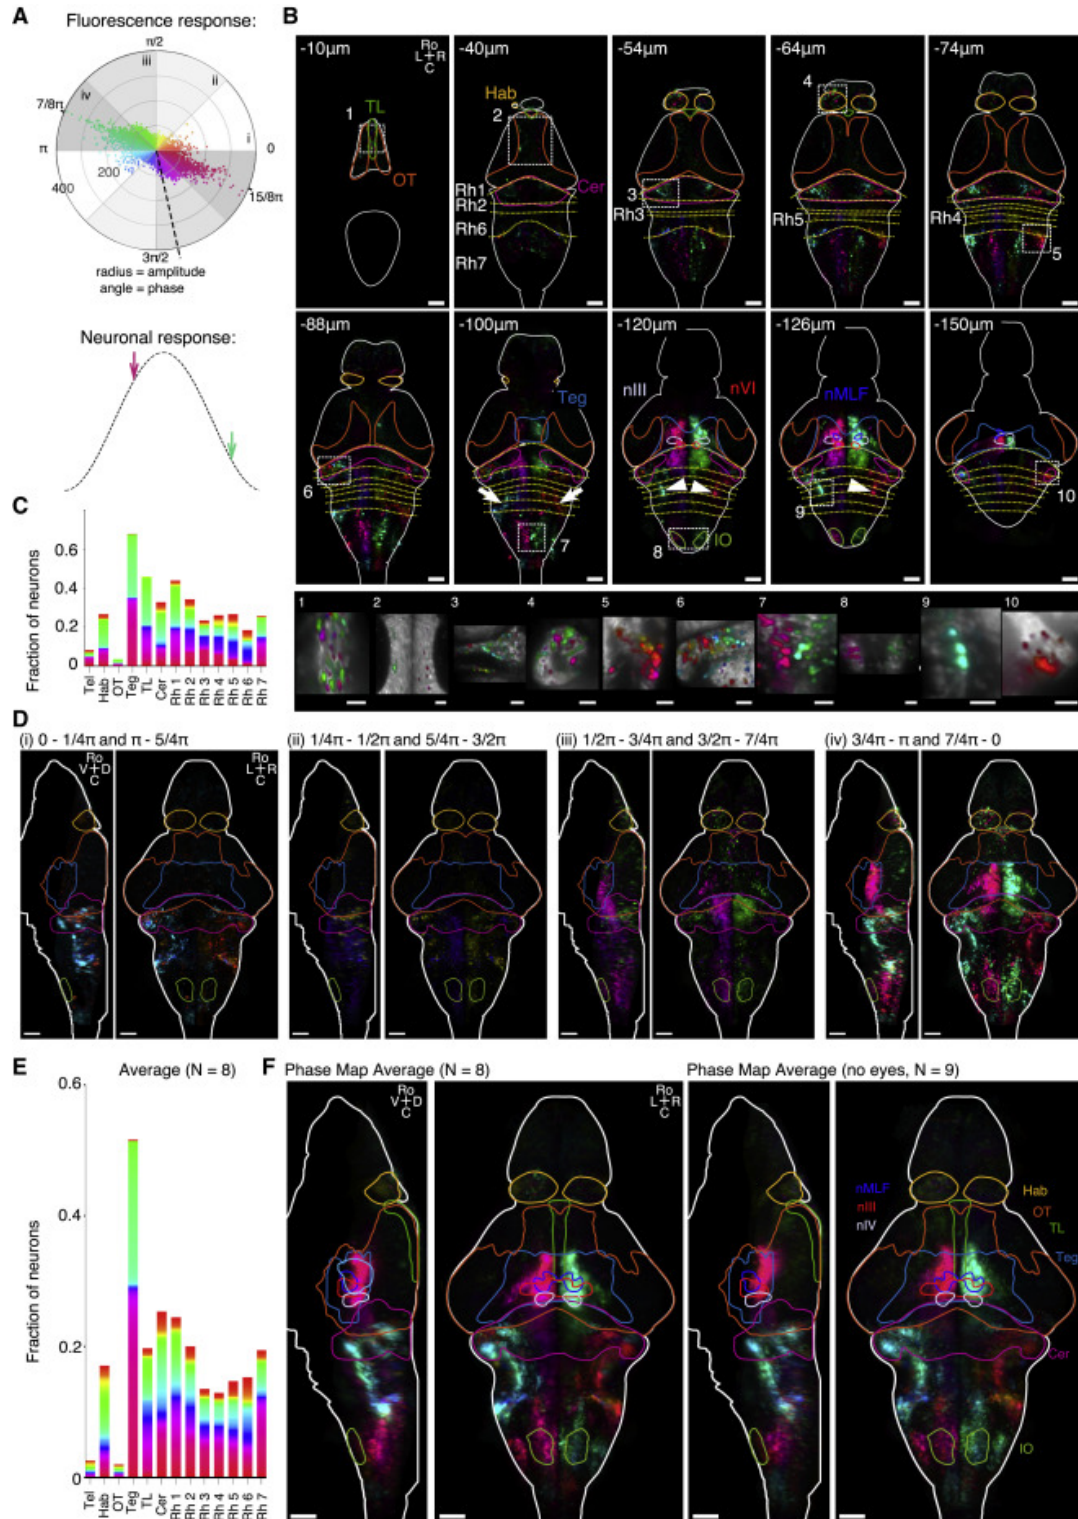 A
Fluorescence response:
π/2
iii
ii
iv
7/8π
i
π
0
200
400
15/8π
3π/2
radius = amplitude
angle = phase
Neuronal response:
B
-10μm
Ro
L+R
C
1
TL
OT
-40μm
Hab
2
Rh1
Cer
Rh2
Rh6
Rh7
-54μm
3
Rh3
-64μm
4
Rh5
-74μm
Rh4
5
-88μm
6
-100μm
Teg
7
-120μm
nIII
nVI
8
IO
-126μm
nMLF
9
-150μm
10
1 2 3 4 5 6 7 8 9 10
C
Fraction of neurons
0.6
0.4
0.2
0
Tel
Hab
OT
Teg
TL
Cer
Rh 1
Rh 2
Rh 3
Rh 4
Rh 5
Rh 6
Rh 7
D
(i) 0 - 1/4π and π - 5/4π
Ro
V+D
C
Ro
L+R
C
(ii) 1/4π - 1/2π and 5/4π - 3/2π
(iii) 1/2π - 3/4π and 3/2π - 7/4π
(iv) 3/4π - π and 7/4π - 0
E
Average (N = 8)
Fraction of neurons
0.6
0.4
0.2
0
Tel
Hab
OT
Teg
TL
Cer
Rh 1
Rh 2
Rh 3
Rh 4
Rh 5
Rh 6
Rh 7
F
Phase Map Average (N = 8)
Ro
V+D
C
Ro
L+R
C
Phase Map Average (no eyes, N = 9)
nMLF
nIII
nIV
Hab
OT
TL
Teg
Cer
IO